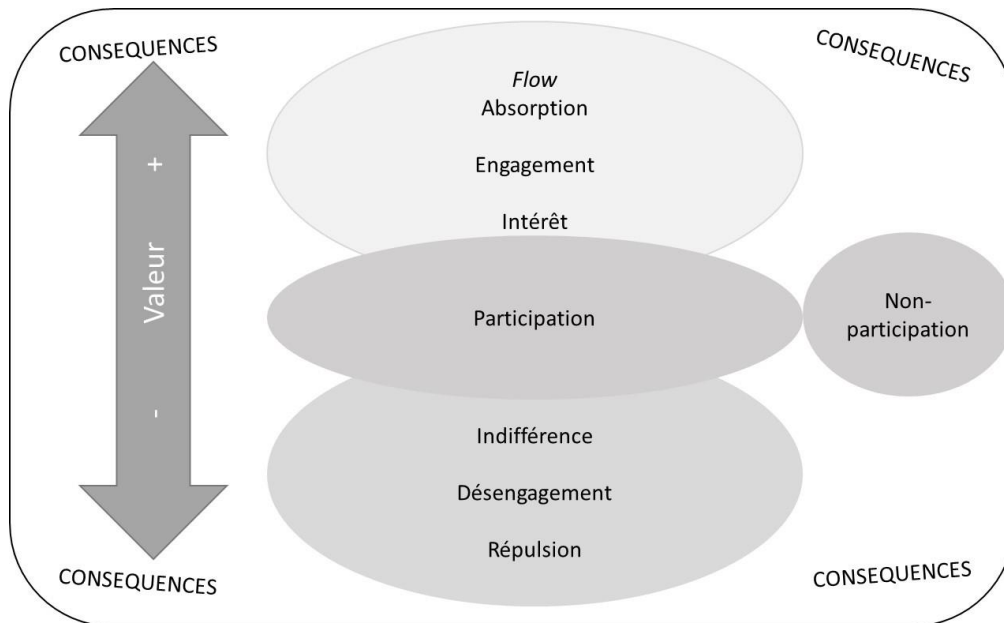 CONSEQUENCES
CONSEQUENCES
Flow
Absorption
Engagement
Intérêt
- Valeur +
Participation
Non-
participation
Indifférence
Désengagement
Répulsion
CONSEQUENCES
CONSEQUENCES